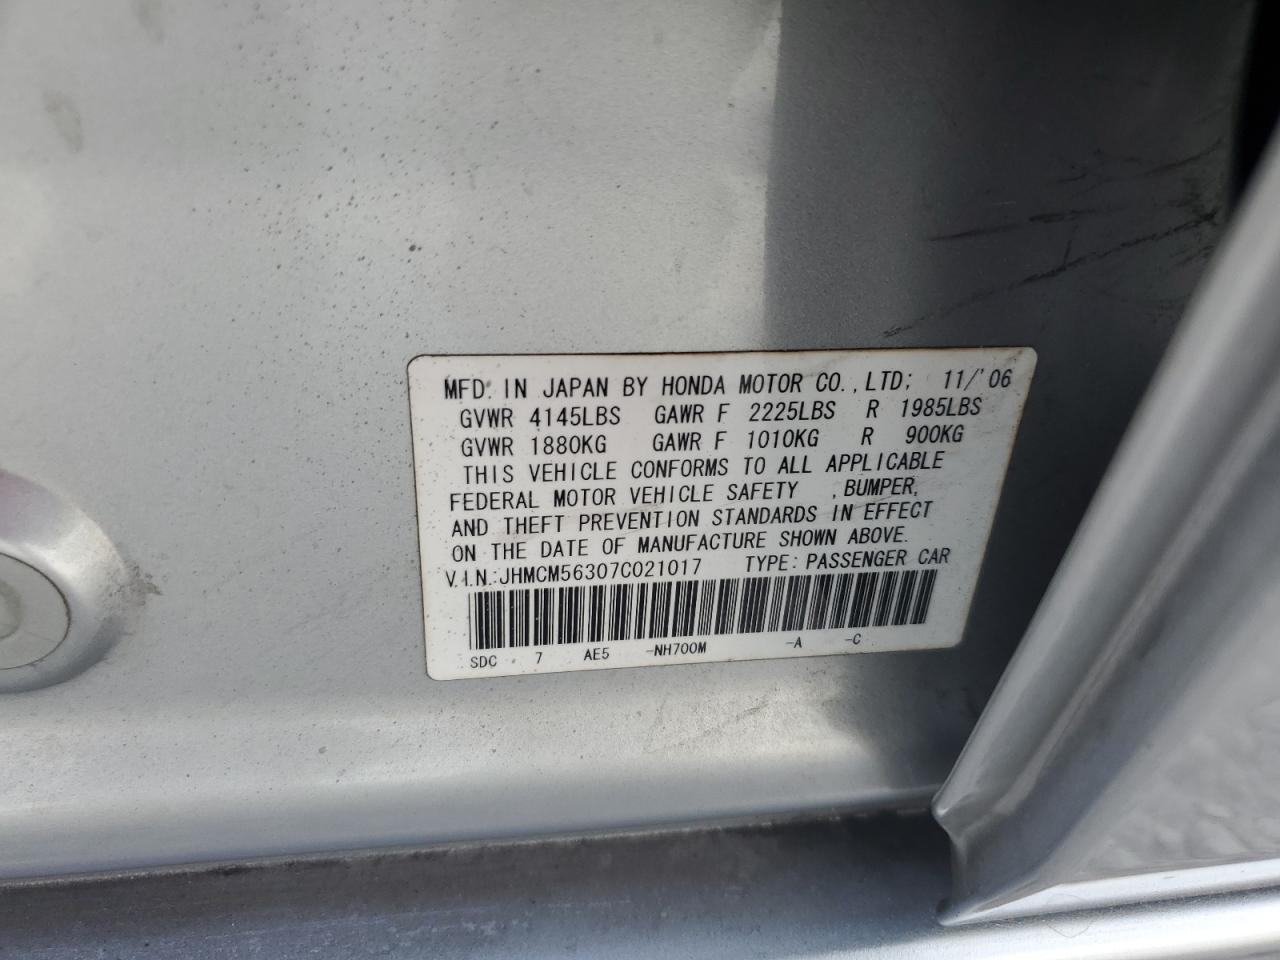 MFD. IN JAPAN BY HONDA MOTOR CO.,LTD; 11/'06
GVWR 4145LBS GAWR F 2225LBS R 1985LBS
GVWR 1880KG GAWR F 1010KG R 900KG
THIS VEHICLE CONFORMS TO ALL APPLICABLE
FEDERAL MOTOR VEHICLE SAFETY ,BUMPER,
AND THEFT PREVENTION STANDARDS IN EFFECT
ON THE DATE OF MANUFACTURE SHOWN ABOVE.
V.I.N.:JHMCM56307C021017 TYPE:PASSENGER CAR
SDC 7 AE5 -NH700M -A -C